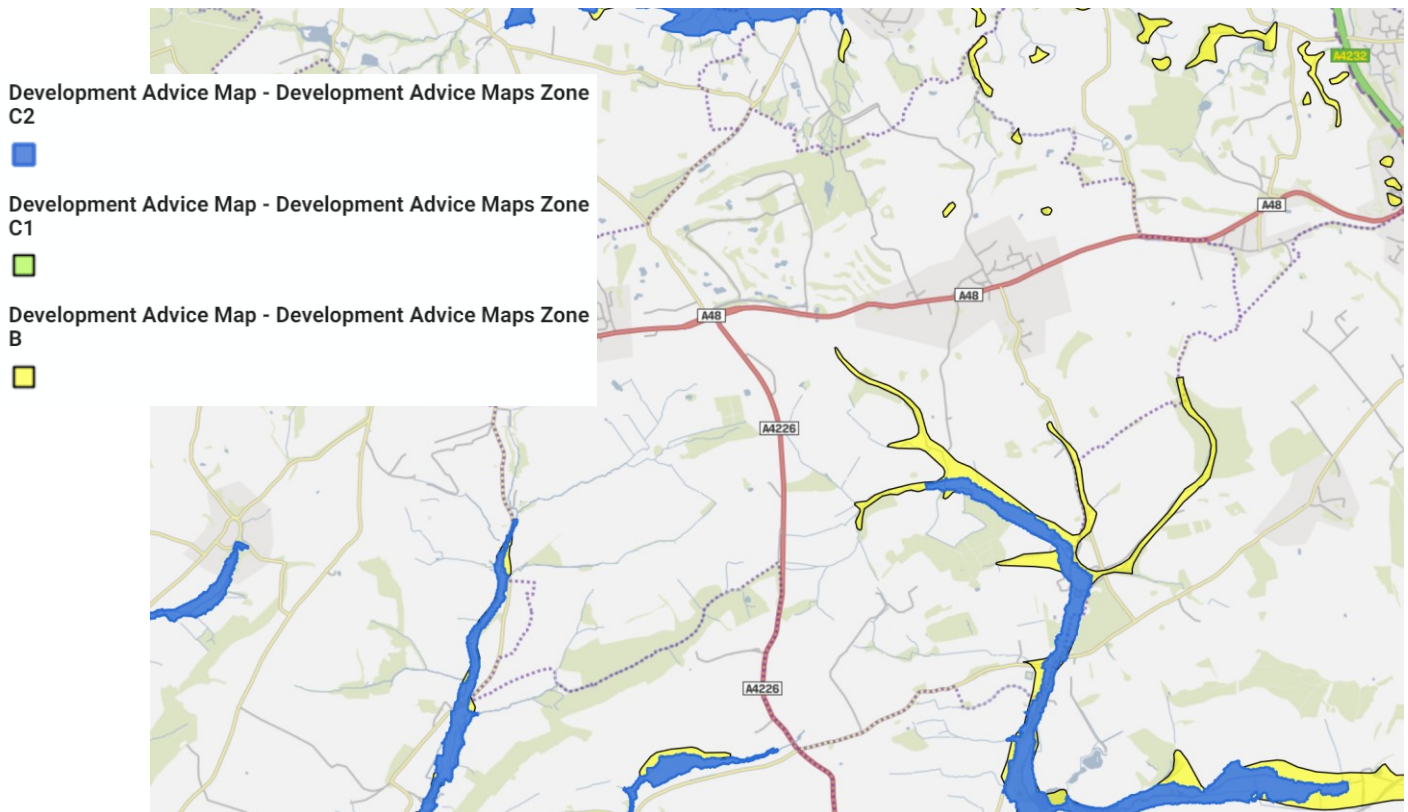 Development Advice Map - Development Advice Maps Zone
C2
Development Advice Map - Development Advice Maps Zone
C1
Development Advice Map - Development Advice Maps Zone
B
A4232
A48
A48
A48
A4226
A4226